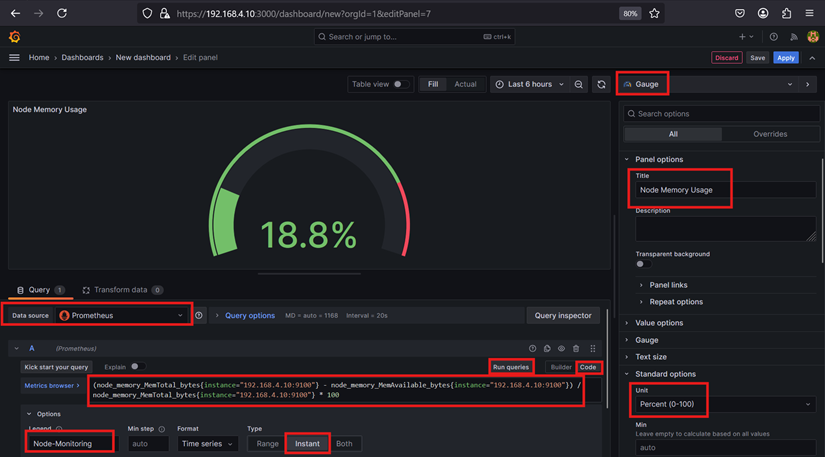 https://192.168.4.10:3000/dashboard/new?orgId=1&editPanel=7
80%
Search or jump to...
ctrl+k
Home › Dashboards › New dashboard › Edit panel
Discard
Save
Apply
Table view
Fill
Actual
Last 6 hours
Gauge
Node Memory Usage
18.8%
Search options
All
Overrides
Panel options
Title
Node Memory Usage
Description
Transparent background
Panel links
Repeat options
Value options
Gauge
Text size
Standard options
Unit
Percent (0-100)
Min
Leave empty to calculate based on all values
auto
Query 1
Transform data 0
Data source
Prometheus
Query options
MD = auto = 1168
Interval = 20s
Query inspector
A
(Prometheus)
Kick start your query
Explain
Run queries
Builder
Code
Metrics browser >
(node_memory_MemTotal_bytes{instance="192.168.4.10:9100"} - node_memory_MemAvailable_bytes{instance="192.168.4.10:9100"}) /
node_memory_MemTotal_bytes{instance="192.168.4.10:9100"} * 100
Options
Legend
Min step
Format
Type
Node-Monitoring
auto
Time series
Range
Instant
Both